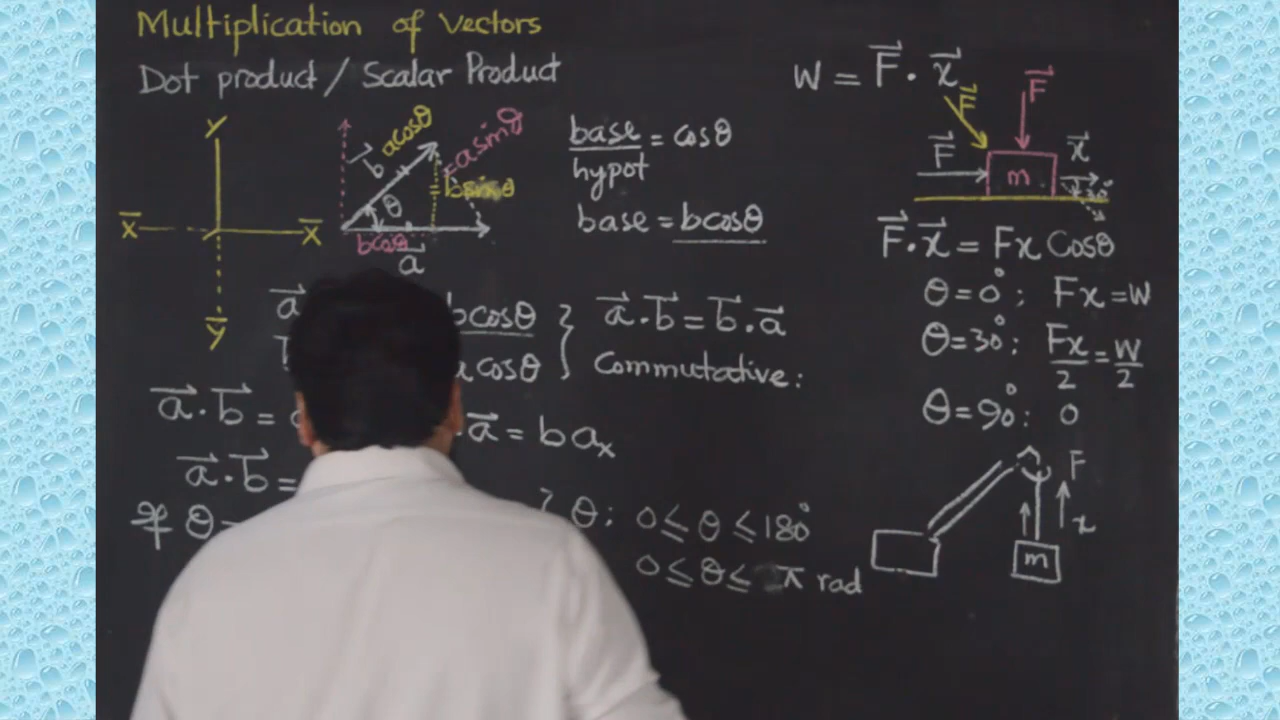 Multiplication of vectors
Dot product / Scalar Product
W = F⃗ . x⃗
F⃗
F⃗
F⃗
m
x⃗
30°
y
x̄
x̄
ȳ
b⃗
acosθ
asinθ
bsinθ
θ
bcosθ
a⃗
base/hypot = cosθ
base = bcosθ
F⃗.x⃗ = Fx Cosθ
θ=0°; Fx=W
θ=30°: Fx/2=W/2
θ=90°: 0
a⃗ bcosθ } a⃗.b⃗=b⃗.a⃗
cosθ } Commutative:
a⃗.b⃗=
.a⃗ = baₓ
a⃗.b⃗=
If θ=
} θ: 0≤θ≤180°
0≤θ≤ π rad
F
x
m